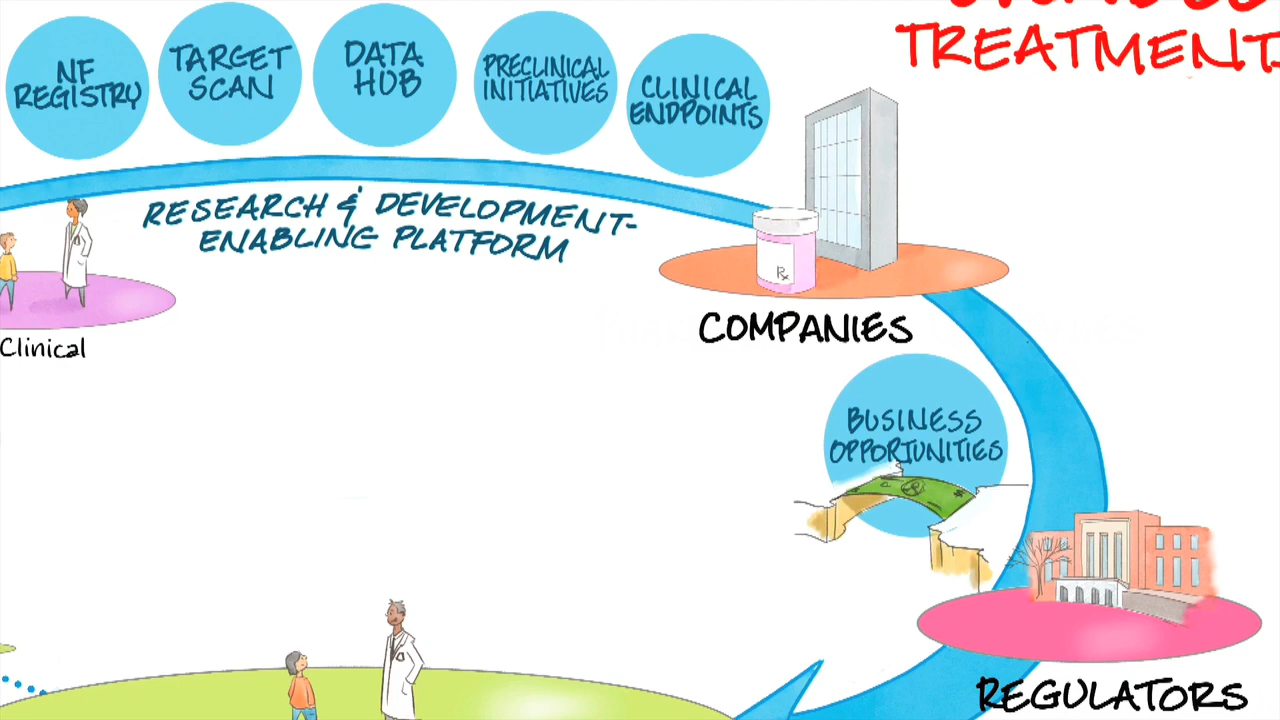 TREATMENT
NF
REGISTRY
TARGET
SCAN
DATA
HUB
PRECLINICAL
INITIATIVES
CLINICAL
ENDPOINTS
RESEARCH & DEVELOPMENT-
ENABLING PLATFORM
Rx
Clinical
COMPANIES
BUSINESS
OPPORTUNITIES
$
REGULATORS